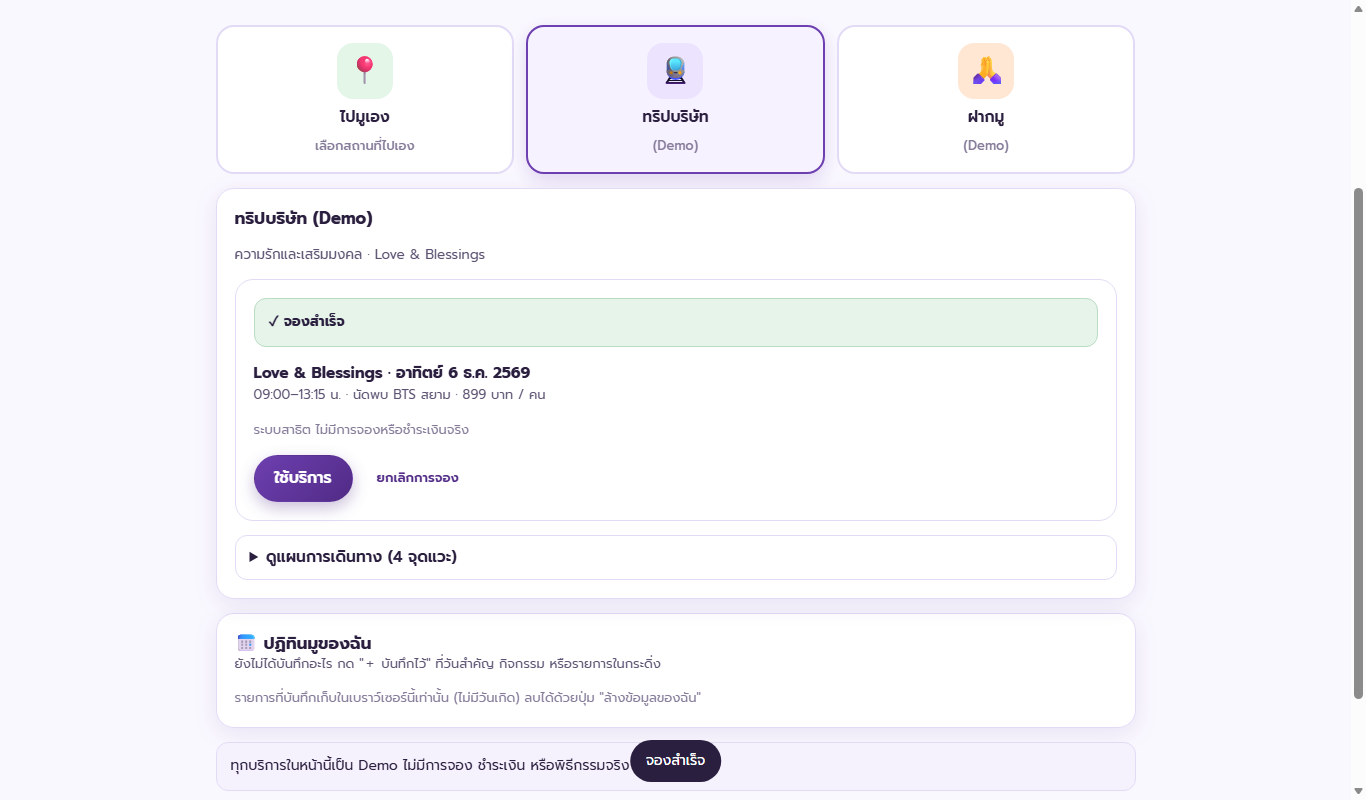 ไปมูเอง
เลือกสถานที่ไปเอง
ทริปบริษัท
(Demo)
ฝากมู
(Demo)
ทริปบริษัท (Demo)
ความรักและเสริมมงคล · Love & Blessings
✓ จองสำเร็จ
Love & Blessings · อาทิตย์ 6 ธ.ค. 2569
09:00–13:15 น. · นัดพบ BTS สยาม · 899 บาท / คน
ระบบสาธิต ไม่มีการจองหรือชำระเงินจริง
ใช้บริการ
ยกเลิกการจอง
▶ ดูแผนการเดินทาง (4 จุดแวะ)
ปฏิทินมูของฉัน
ยังไม่ได้บันทึกอะไร กด "+ บันทึกไว้" ที่วันสำคัญ กิจกรรม หรือรายการในกระดิ่ง
รายการที่บันทึกเก็บในเบราว์เซอร์นี้เท่านั้น (ไม่มีวันเกิด) ลบได้ด้วยปุ่ม "ล้างข้อมูลของฉัน"
ทุกบริการในหน้านี้เป็น Demo ไม่มีการจอง ชำระเงิน หรือพิธีกรรมจริง
จองสำเร็จ